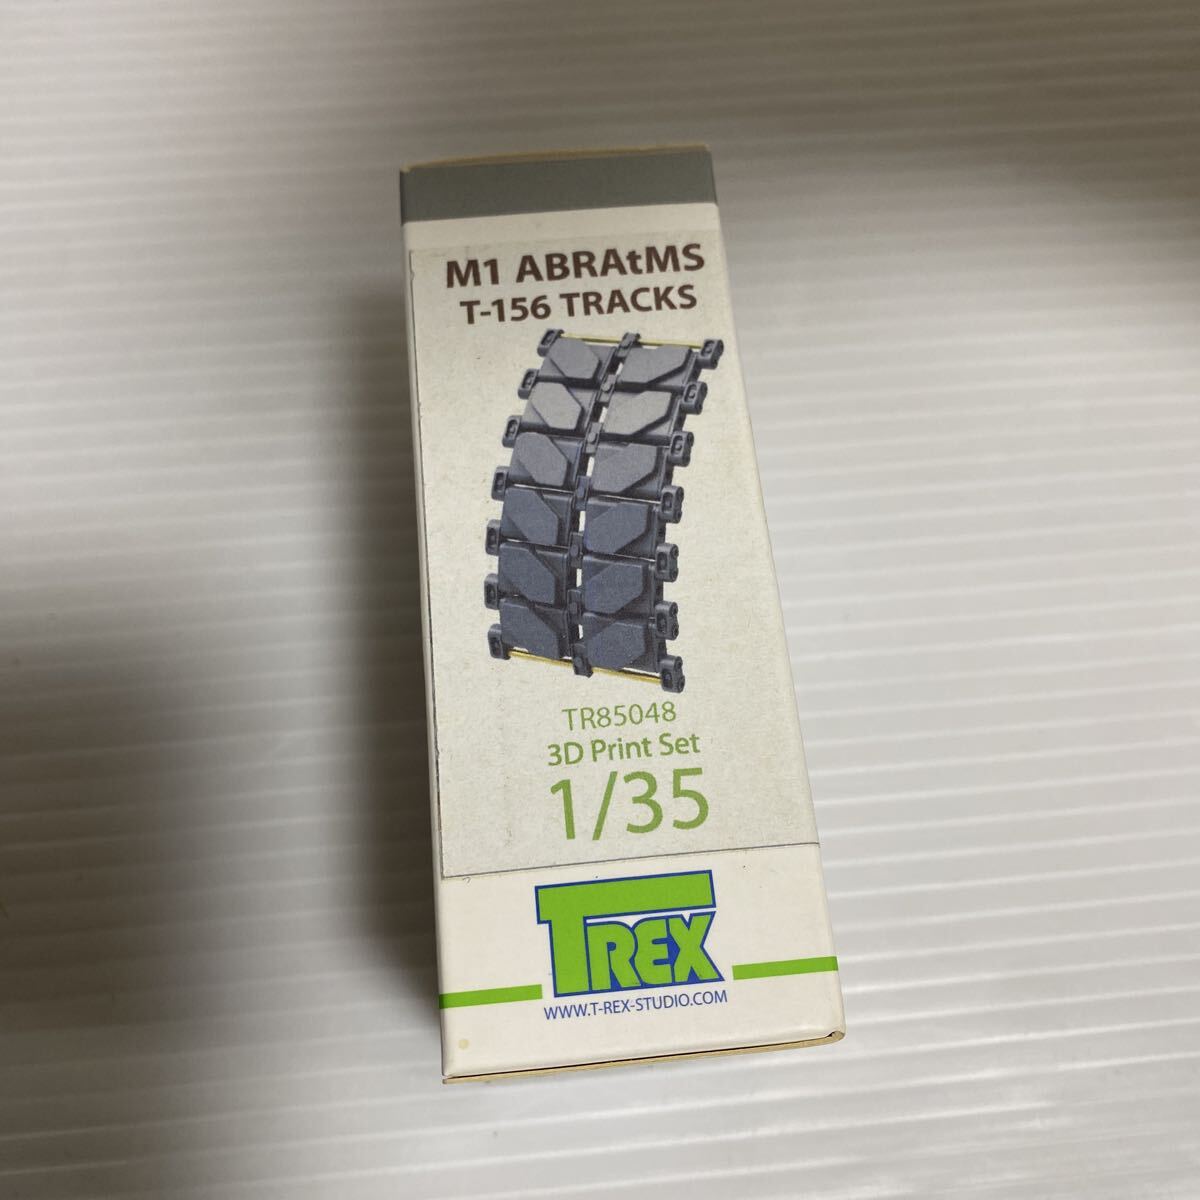 M1 ABRAtMS
T-156 TRACKS
TR85048
3D Print Set
1/35
TREX
WWW.T-REX-STUDIO.COM